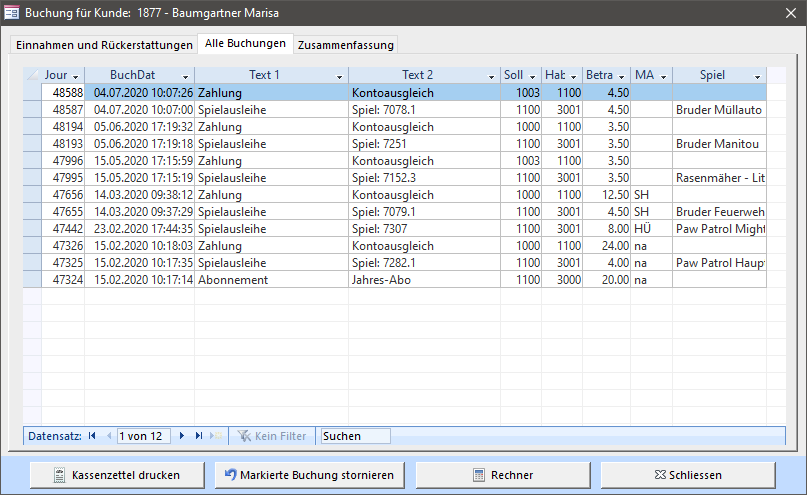 Buchung für Kunde: 1877 - Baumgartner Marisa
Einnahmen und Rückerstattungen Alle Buchungen Zusammenfassung
Jour BuchDat Text 1 Text 2 Soll Hab Betra MA Spiel
48588 04.07.2020 10:07:26 Zahlung Kontoausgleich 1003 1100 4.50
48587 04.07.2020 10:07:00 Spielausleihe Spiel: 7078.1 1100 3001 4.50 Bruder Müllauto
48194 05.06.2020 17:19:32 Zahlung Kontoausgleich 1000 1100 3.50
48193 05.06.2020 17:19:18 Spielausleihe Spiel: 7251 1100 3001 3.50 Bruder Manitou
47996 15.05.2020 17:15:59 Zahlung Kontoausgleich 1003 1100 3.50
47995 15.05.2020 17:15:19 Spielausleihe Spiel: 7152.3 1100 3001 3.50 Rasenmäher - Lit
47656 14.03.2020 09:38:12 Zahlung Kontoausgleich 1000 1100 12.50 SH
47655 14.03.2020 09:37:29 Spielausleihe Spiel: 7079.1 1100 3001 4.50 SH Bruder Feuerweh
47442 23.02.2020 17:44:35 Spielausleihe Spiel: 7307 1100 3001 8.00 HÜ Paw Patrol Might
47326 15.02.2020 10:18:03 Zahlung Kontoausgleich 1000 1100 24.00 na
47325 15.02.2020 10:17:35 Spielausleihe Spiel: 7282.1 1100 3001 4.00 na Paw Patrol Haup
47324 15.02.2020 10:17:14 Abonnement Jahres-Abo 1100 3000 20.00 na
Datensatz: 1 von 12 Kein Filter Suchen
Kassenzettel drucken Markierte Buchung stornieren Rechner Schliessen